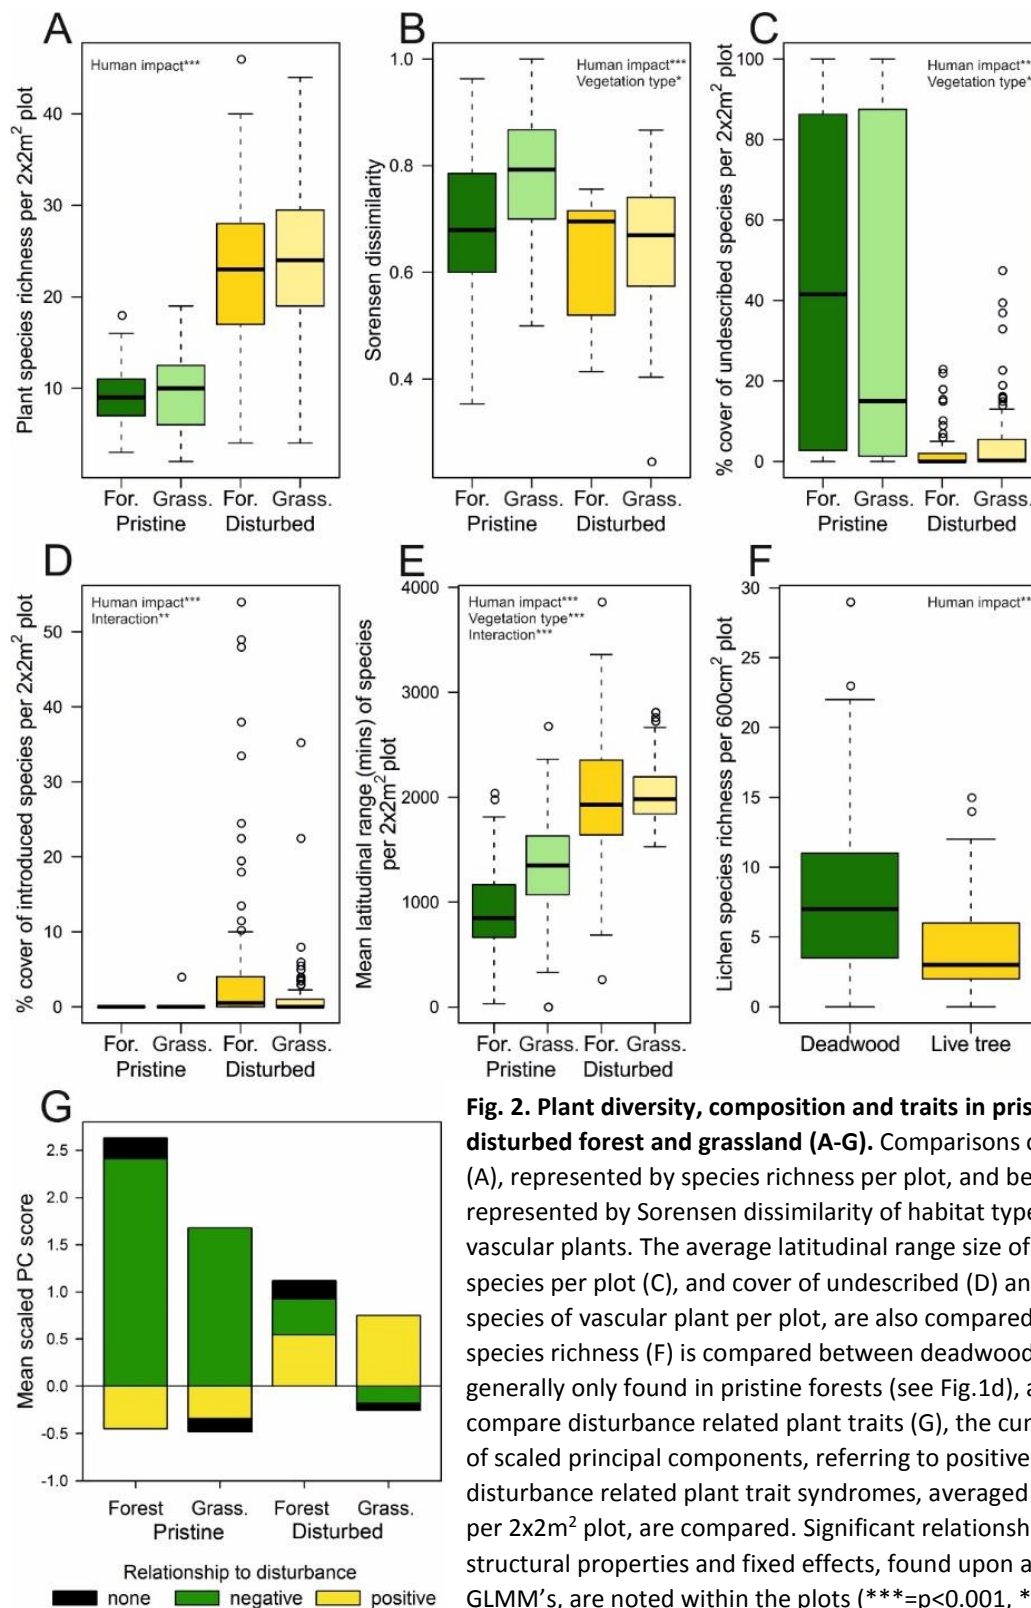 A
Human impact***
Plant species richness per 2x2m² plot
40
30
20
10
For. Grass. For. Grass.
Pristine Disturbed
B
Human impact***
Vegetation type*
Sorensen dissimilarity
1.0
0.8
0.6
0.4
For. Grass. For. Grass.
Pristine Disturbed
C
Human impact**
Vegetation type*
% cover of undescribed species per 2x2m² plot
100
80
60
40
20
0
For. Grass. For. Grass.
Pristine Disturbed
D
Human impact***
Interaction**
% cover of introduced species per 2x2m² plot
50
40
30
20
10
0
For. Grass. For. Grass.
Pristine Disturbed
E
Human impact***
Vegetation type***
Interaction***
Mean latitudinal range (mins) of species
per 2x2m² plot
4000
3000
2000
1000
0
For. Grass. For. Grass.
Pristine Disturbed
F
Human impact**
Lichen species richness per 600cm² plot
30
25
20
15
10
5
0
Deadwood Live tree
G
Mean scaled PC score
2.5
2.0
1.5
1.0
0.5
0.0
-0.5
-1.0
Forest Grass. Forest Grass.
Pristine Disturbed
Relationship to disturbance
none negative positive
Fig. 2. Plant diversity, composition and traits in pris
disturbed forest and grassland (A-G). Comparisons
(A), represented by species richness per plot, and be
represented by Sorensen dissimilarity of habitat type
vascular plants. The average latitudinal range size of
species per plot (C), and cover of undescribed (D) an
species of vascular plant per plot, are also compared
species richness (F) is compared between deadwood
generally only found in pristine forests (see Fig.1d), a
compare disturbance related plant traits (G), the cu
of scaled principal components, referring to positive
disturbance related plant trait syndromes, averaged
per 2x2m² plot, are compared. Significant relationsh
structural properties and fixed effects, found upon a
GLMM's, are noted within the plots (***=p<0.001, *